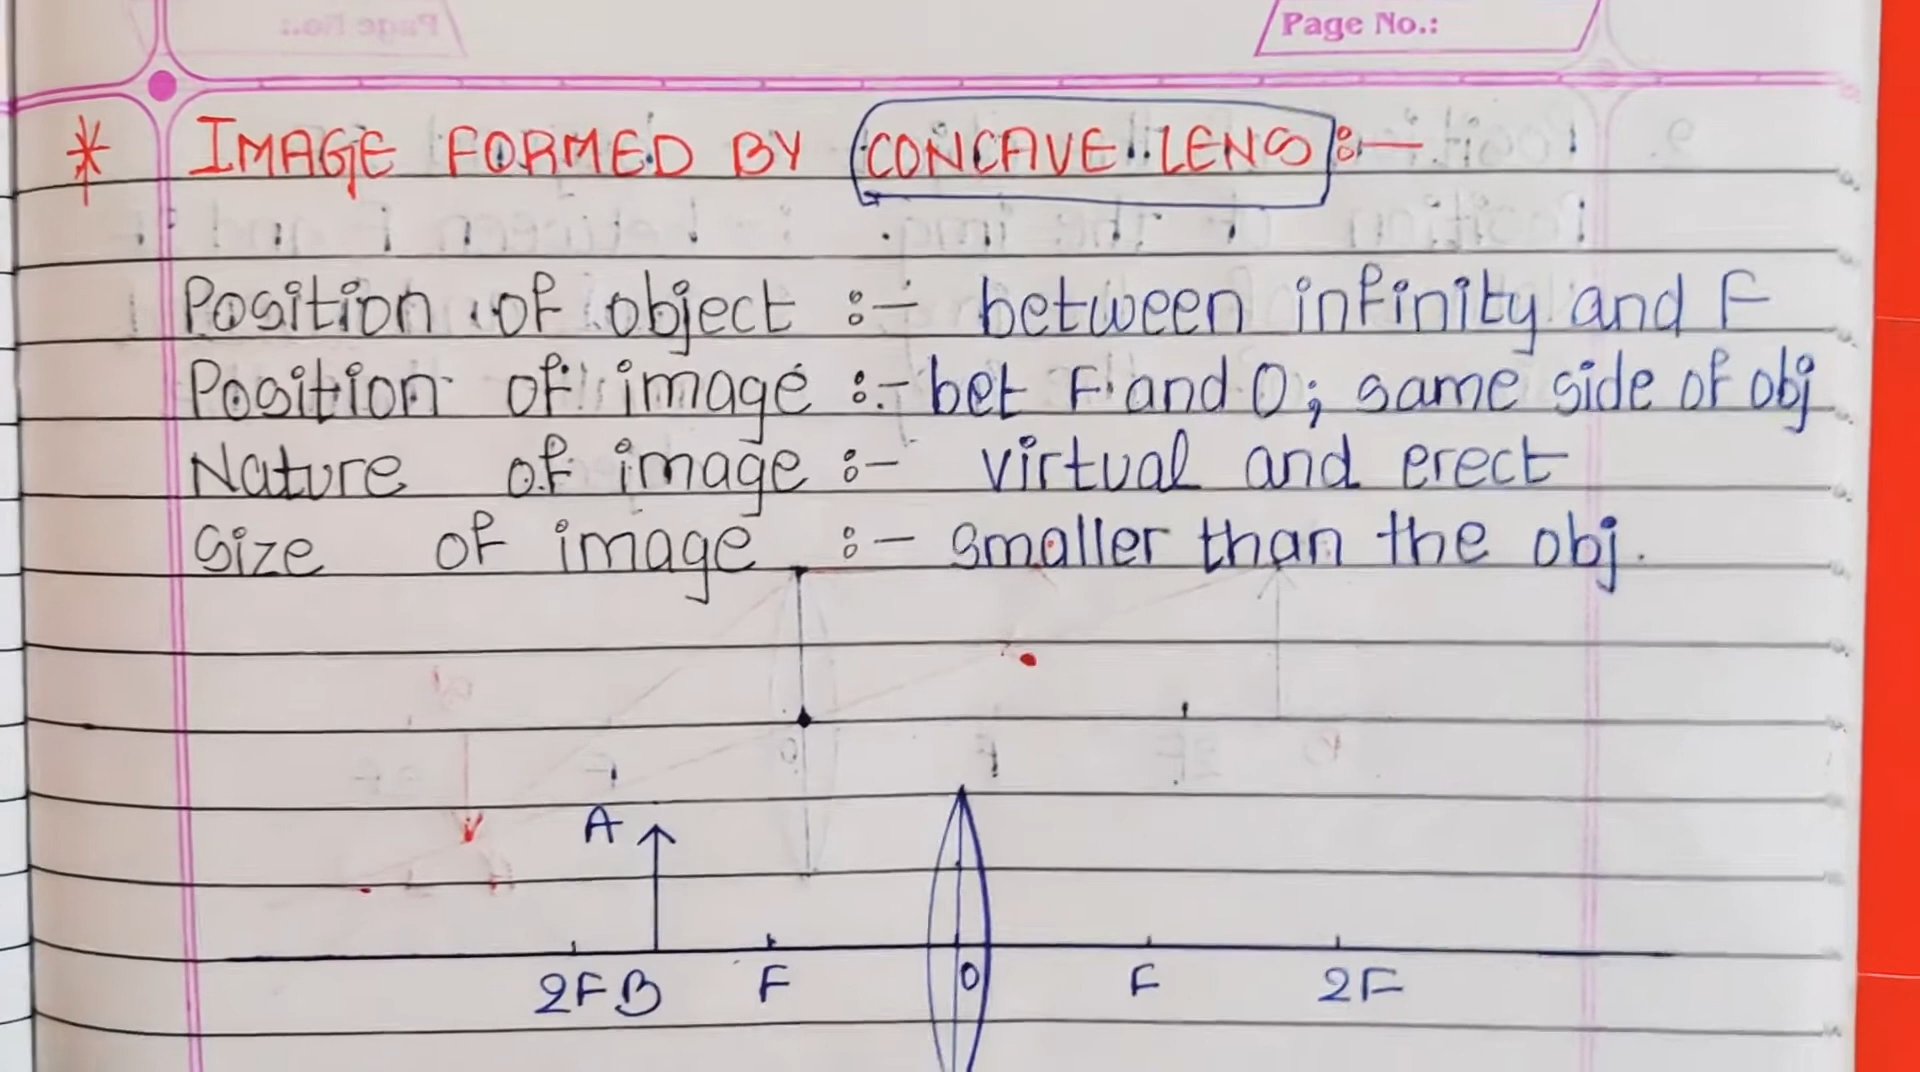 Page No.:
* IMAGE FORMED BY CONCAVE LENS :-
Position of object :- between infinity and F
Position of image :- bet F and O; same side of obj
Nature of image :- virtual and erect
Size of image :- smaller than the obj.
A
2F B F O F 2F